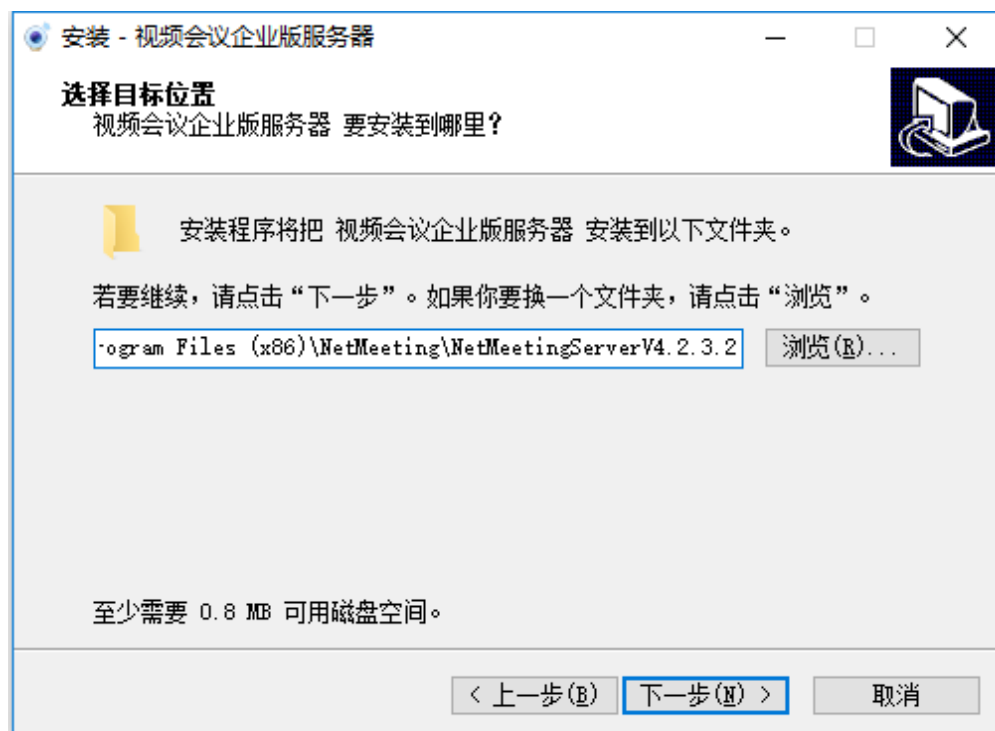 安装 - 视频会议企业版服务器
选择目标位置
视频会议企业版服务器 要安装到哪里?
安装程序将把 视频会议企业版服务器 安装到以下文件夹。
若要继续，请点击“下一步”。如果你要换一个文件夹，请点击“浏览”。
ogram Files (x86)\NetMeeting\NetMeetingServerV4.2.3.2 浏览(R)...
至少需要 0.8 MB 可用磁盘空间。
< 上一步(B) 下一步(N) > 取消